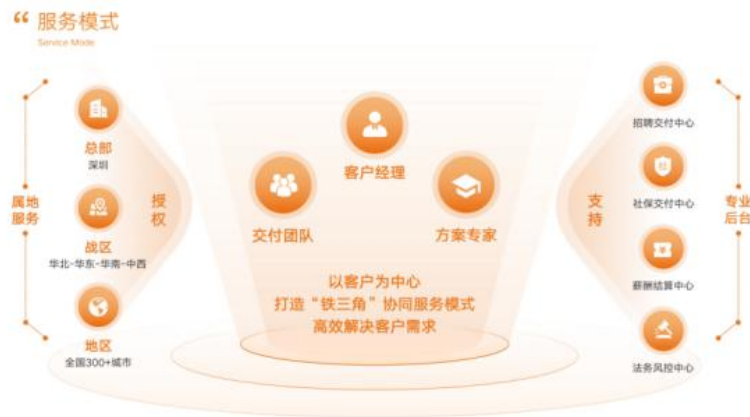 “ 服务模式
Service Mode
属地
服务
总部
深圳
战区
华北-华东-华南-中西
地区
全国300+城市
授
权
客户经理
交付团队
方案专家
以客户为中心
打造“铁三角”协同服务模式
高效解决客户需求
支
持
招聘交付中心
社保交付中心
薪酬结算中心
法务风控中心
专业
后台